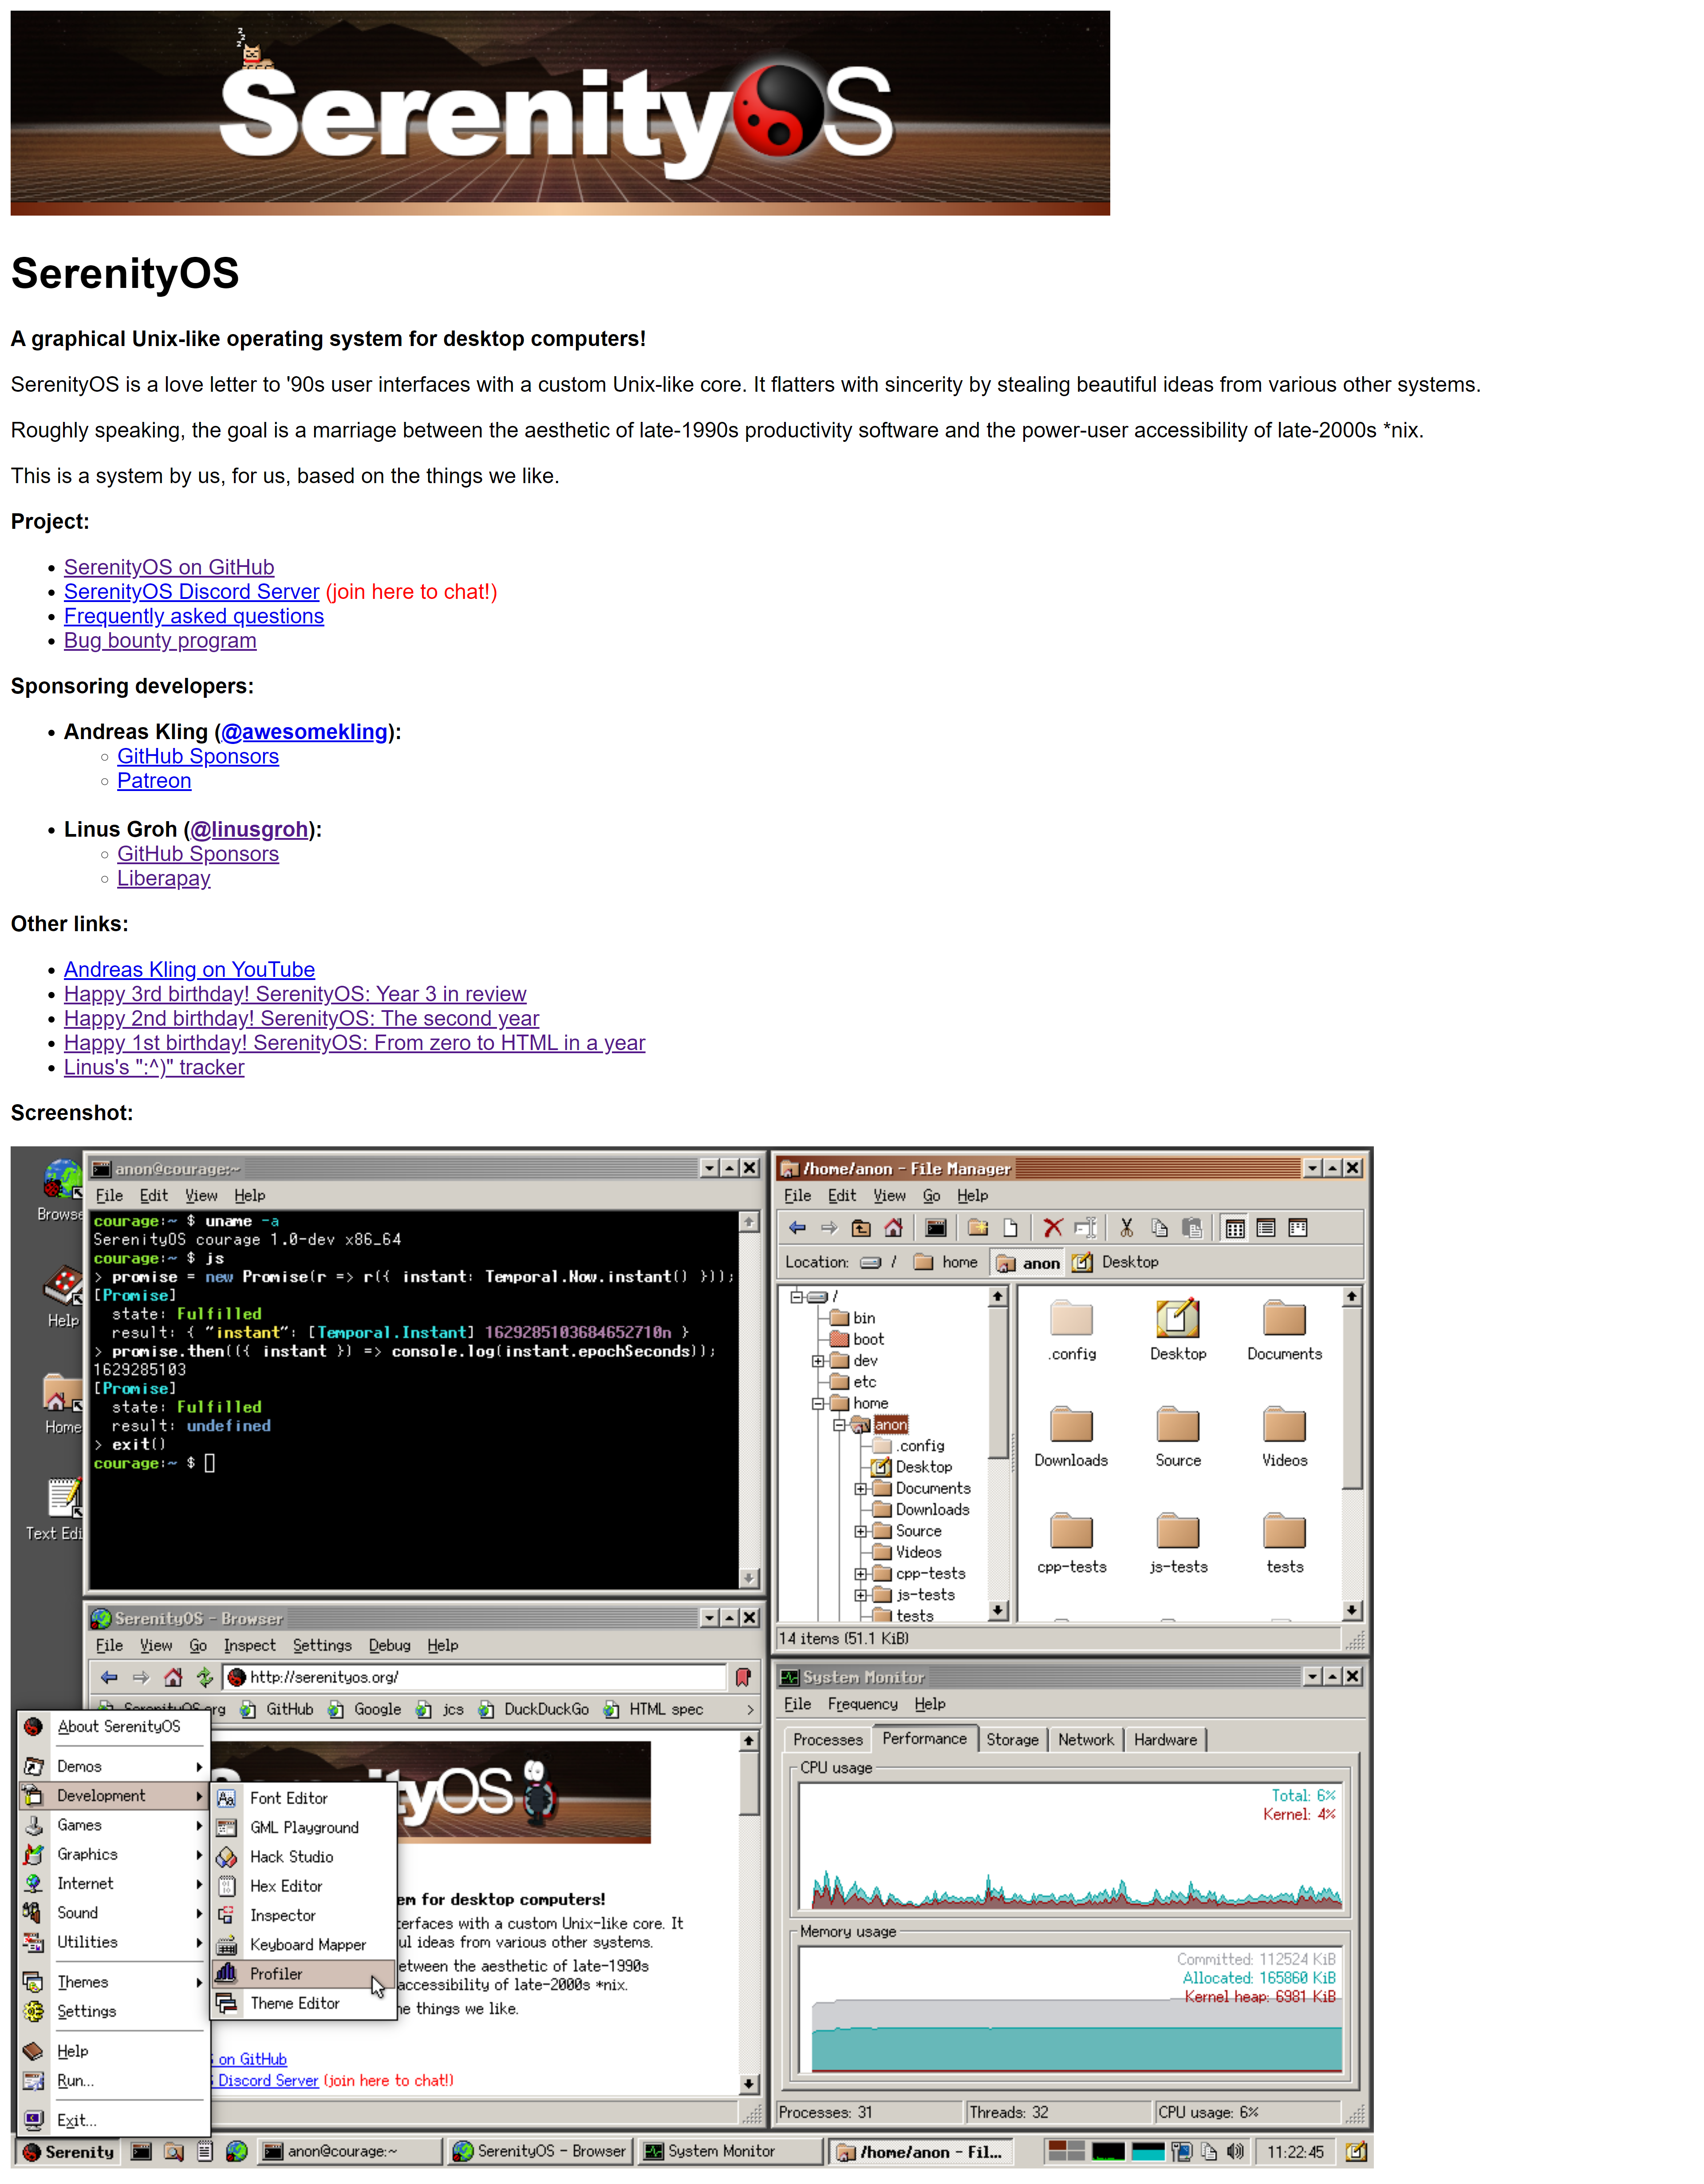 z
z
z
SerenityOS
SerenityOS
A graphical Unix-like operating system for desktop computers!
SerenityOS is a love letter to '90s user interfaces with a custom Unix-like core. It flatters with sincerity by stealing beautiful ideas from various other systems.
Roughly speaking, the goal is a marriage between the aesthetic of late-1990s productivity software and the power-user accessibility of late-2000s *nix.
This is a system by us, for us, based on the things we like.
Project:
SerenityOS on GitHub
SerenityOS Discord Server (join here to chat!)
Frequently asked questions
Bug bounty program
Sponsoring developers:
Andreas Kling (@awesomekling):
GitHub Sponsors
Patreon
Linus Groh (@linusgroh):
GitHub Sponsors
Liberapay
Other links:
Andreas Kling on YouTube
Happy 3rd birthday! SerenityOS: Year 3 in review
Happy 2nd birthday! SerenityOS: The second year
Happy 1st birthday! SerenityOS: From zero to HTML in a year
Linus's ":^)" tracker
Screenshot:
Browse
Help
Home
Text Edi
anon@courage:~
File Edit View Help
courage:~ $ uname -a
SerenityOS courage 1.0-dev x86_64
courage:~ $ js
> promise = new Promise(r => r({ instant: Temporal.Now.instant() }));
[Promise]
state: Fulfilled
result: { "instant": [Temporal.Instant] 1629285103684652710n }
> promise.then(({ instant }) => console.log(instant.epochSeconds));
1629285103
[Promise]
state: Fulfilled
result: undefined
> exit()
courage:~ $
/home/anon - File Manager
File Edit View Go Help
Location: / home anon Desktop
/
bin
boot
dev
etc
home
anon
.config
Desktop
Documents
Downloads
Source
Videos
cpp-tests
js-tests
tests
.config Desktop Documents
Downloads Source Videos
cpp-tests js-tests tests
14 items (51.1 KiB)
SerenityOS - Browser
File View Go Inspect Settings Debug Help
http://serenityos.org/
SerenityOS.org GitHub Google jcs DuckDuckGo HTML spec >
tyOS
em for desktop computers!
terfaces with a custom Unix-like core. It
ul ideas from various other systems.
etween the aesthetic of late-1990s
accessibility of late-2000s *nix.
he things we like.
S on GitHub
S Discord Server (join here to chat!)
About SerenityOS
Demos
Development
Games
Graphics
Internet
Sound
Utilities
Themes
Settings
Help
Run...
Exit...
Font Editor
GML Playground
Hack Studio
Hex Editor
Inspector
Keyboard Mapper
Profiler
Theme Editor
System Monitor
File Frequency Help
Processes Performance Storage Network Hardware
CPU usage
Total: 6%
Kernel: 4%
Memory usage
Committed: 112524 KiB
Allocated: 165860 KiB
Kernel heap: 6981 KiB
Processes: 31 Threads: 32 CPU usage: 6%
Serenity anon@courage:~ SerenityOS - Browser System Monitor /home/anon - Fil... 11:22:45